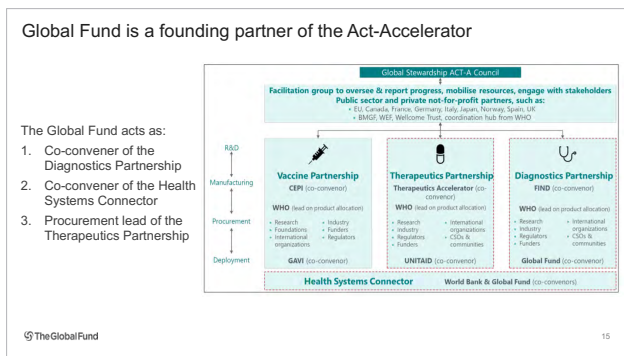 Global Fund is a founding partner of the Act-Accelerator
The Global Fund acts as:
1. Co-convener of the
Diagnostics Partnership
2. Co-convener of the Health
Systems Connector
3. Procurement lead of the
Therapeutics Partnership
Global Stewardship ACT-A Council
Facilitation group to oversee & report progress, mobilise resources, engage with stakeholders
Public sector and private not-for-profit partners, such as:
• EU, Canada, France, Germany, Italy, Japan, Norway, Spain, UK
• BMGF, WEF, Wellcome Trust, coordination hub from WHO
R&D
Manufacturing
Procurement
Deployment
Vaccine Partnership
CEPI (co-convenor)
WHO (lead on product allocation)
• Research
• Foundations
• International
organizations
• Industry
• Funders
• Regulators
GAVI (co-convenor)
Therapeutics Partnership
Therapeutics Accelerator (co-
convenor)
WHO (lead on product allocation)
• Research
• Industry
• Regulators
• Funders
• International
organizations
• CSOs &
communities
UNITAID (co-convenor)
Diagnostics Partnership
FIND (co-convenor)
WHO (lead on product allocation)
• Research
• Industry
• Regulators
• Funders
• International
organizations
• CSOs &
communities
Global Fund (co-convenor)
Health Systems Connector
World Bank & Global Fund (co-convenors)
TheGlobalFund
15